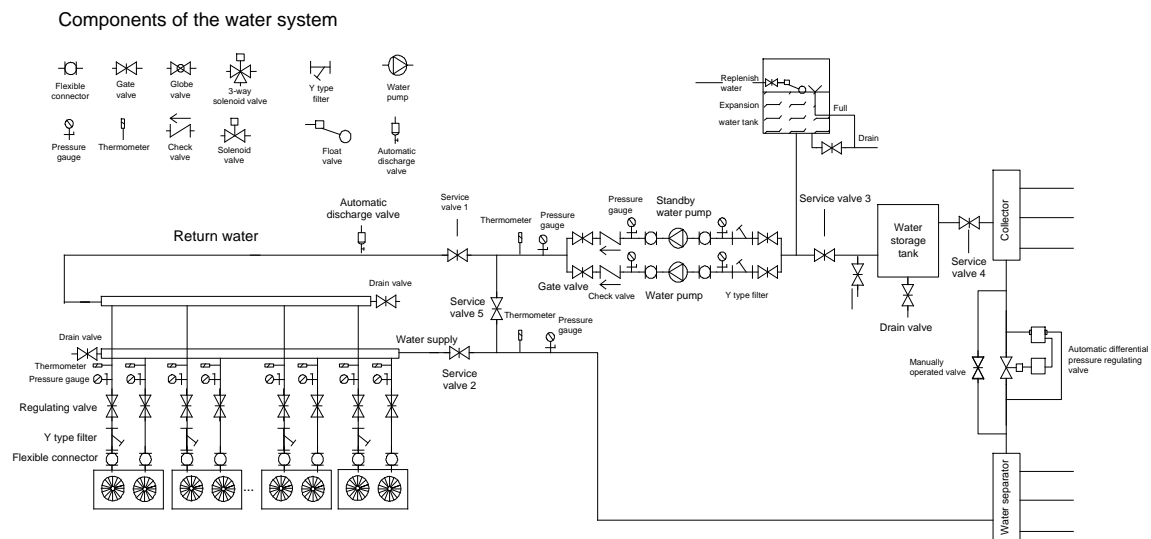 Components of the water system
Flexible
connector
Gate
valve
Globe
valve
3-way
solenoid valve
Y type
filter
Water
pump
Pressure
gauge
Thermometer
Check
valve
Solenoid
valve
Float
valve
Automatic
discharge
valve
Replenish
water
Expansion
water tank
Full
Drain
Return water
Automatic
discharge valve
Service
valve 1
Thermometer
Pressure
gauge
Pressure
gauge
Standby
water pump
Service valve 3
Water
storage
tank
Service
valve 4
Collector
Gate valve
Check valve
Water pump
Y type filter
Drain valve
Drain valve
Service
valve 5
Thermometer
Pressure
gauge
Drain valve
Water supply
Service
valve 2
Thermometer
Pressure gauge
Regulating valve
Y type filter
Flexible connector
...
Manually
operated valve
Automatic differential
pressure regulating
valve
Water separator